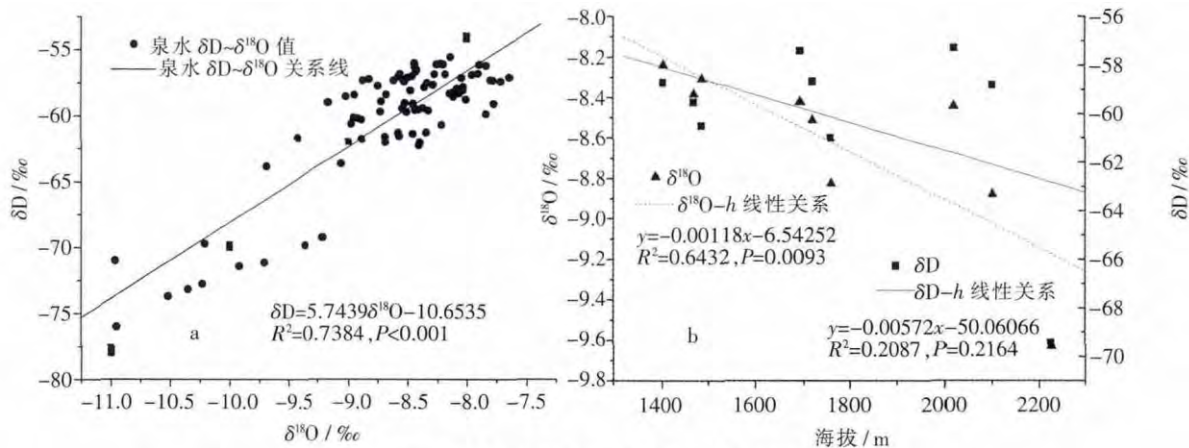 −55
−60
−65
−70
−75
−80
δD / ‰
泉水 δD~δ¹⁸O 值
泉水 δD~δ¹⁸O 关系线
δD=5.7439δ¹⁸O−10.6535
R²=0.7384 , P<0.001
a
−11.0 −10.5 −10.0 −9.5 −9.0 −8.5 −8.0 −7.5
δ¹⁸O / ‰
−8.0
−8.2
−8.4
−8.6
−8.8
−9.0
−9.2
−9.4
−9.6
−9.8
δ¹⁸O / ‰
δ¹⁸O
δ¹⁸O−h 线性关系
y=−0.00118x−6.54252
R²=0.6432 , P=0.0093
δD
δD−h 线性关系
y=−0.00572x−50.06066
R²=0.2087 , P=0.2164
b
1400 1600 1800 2000 2200
海拔 / m
−56
−58
−60
−62
−64
−66
−68
−70
δD / ‰